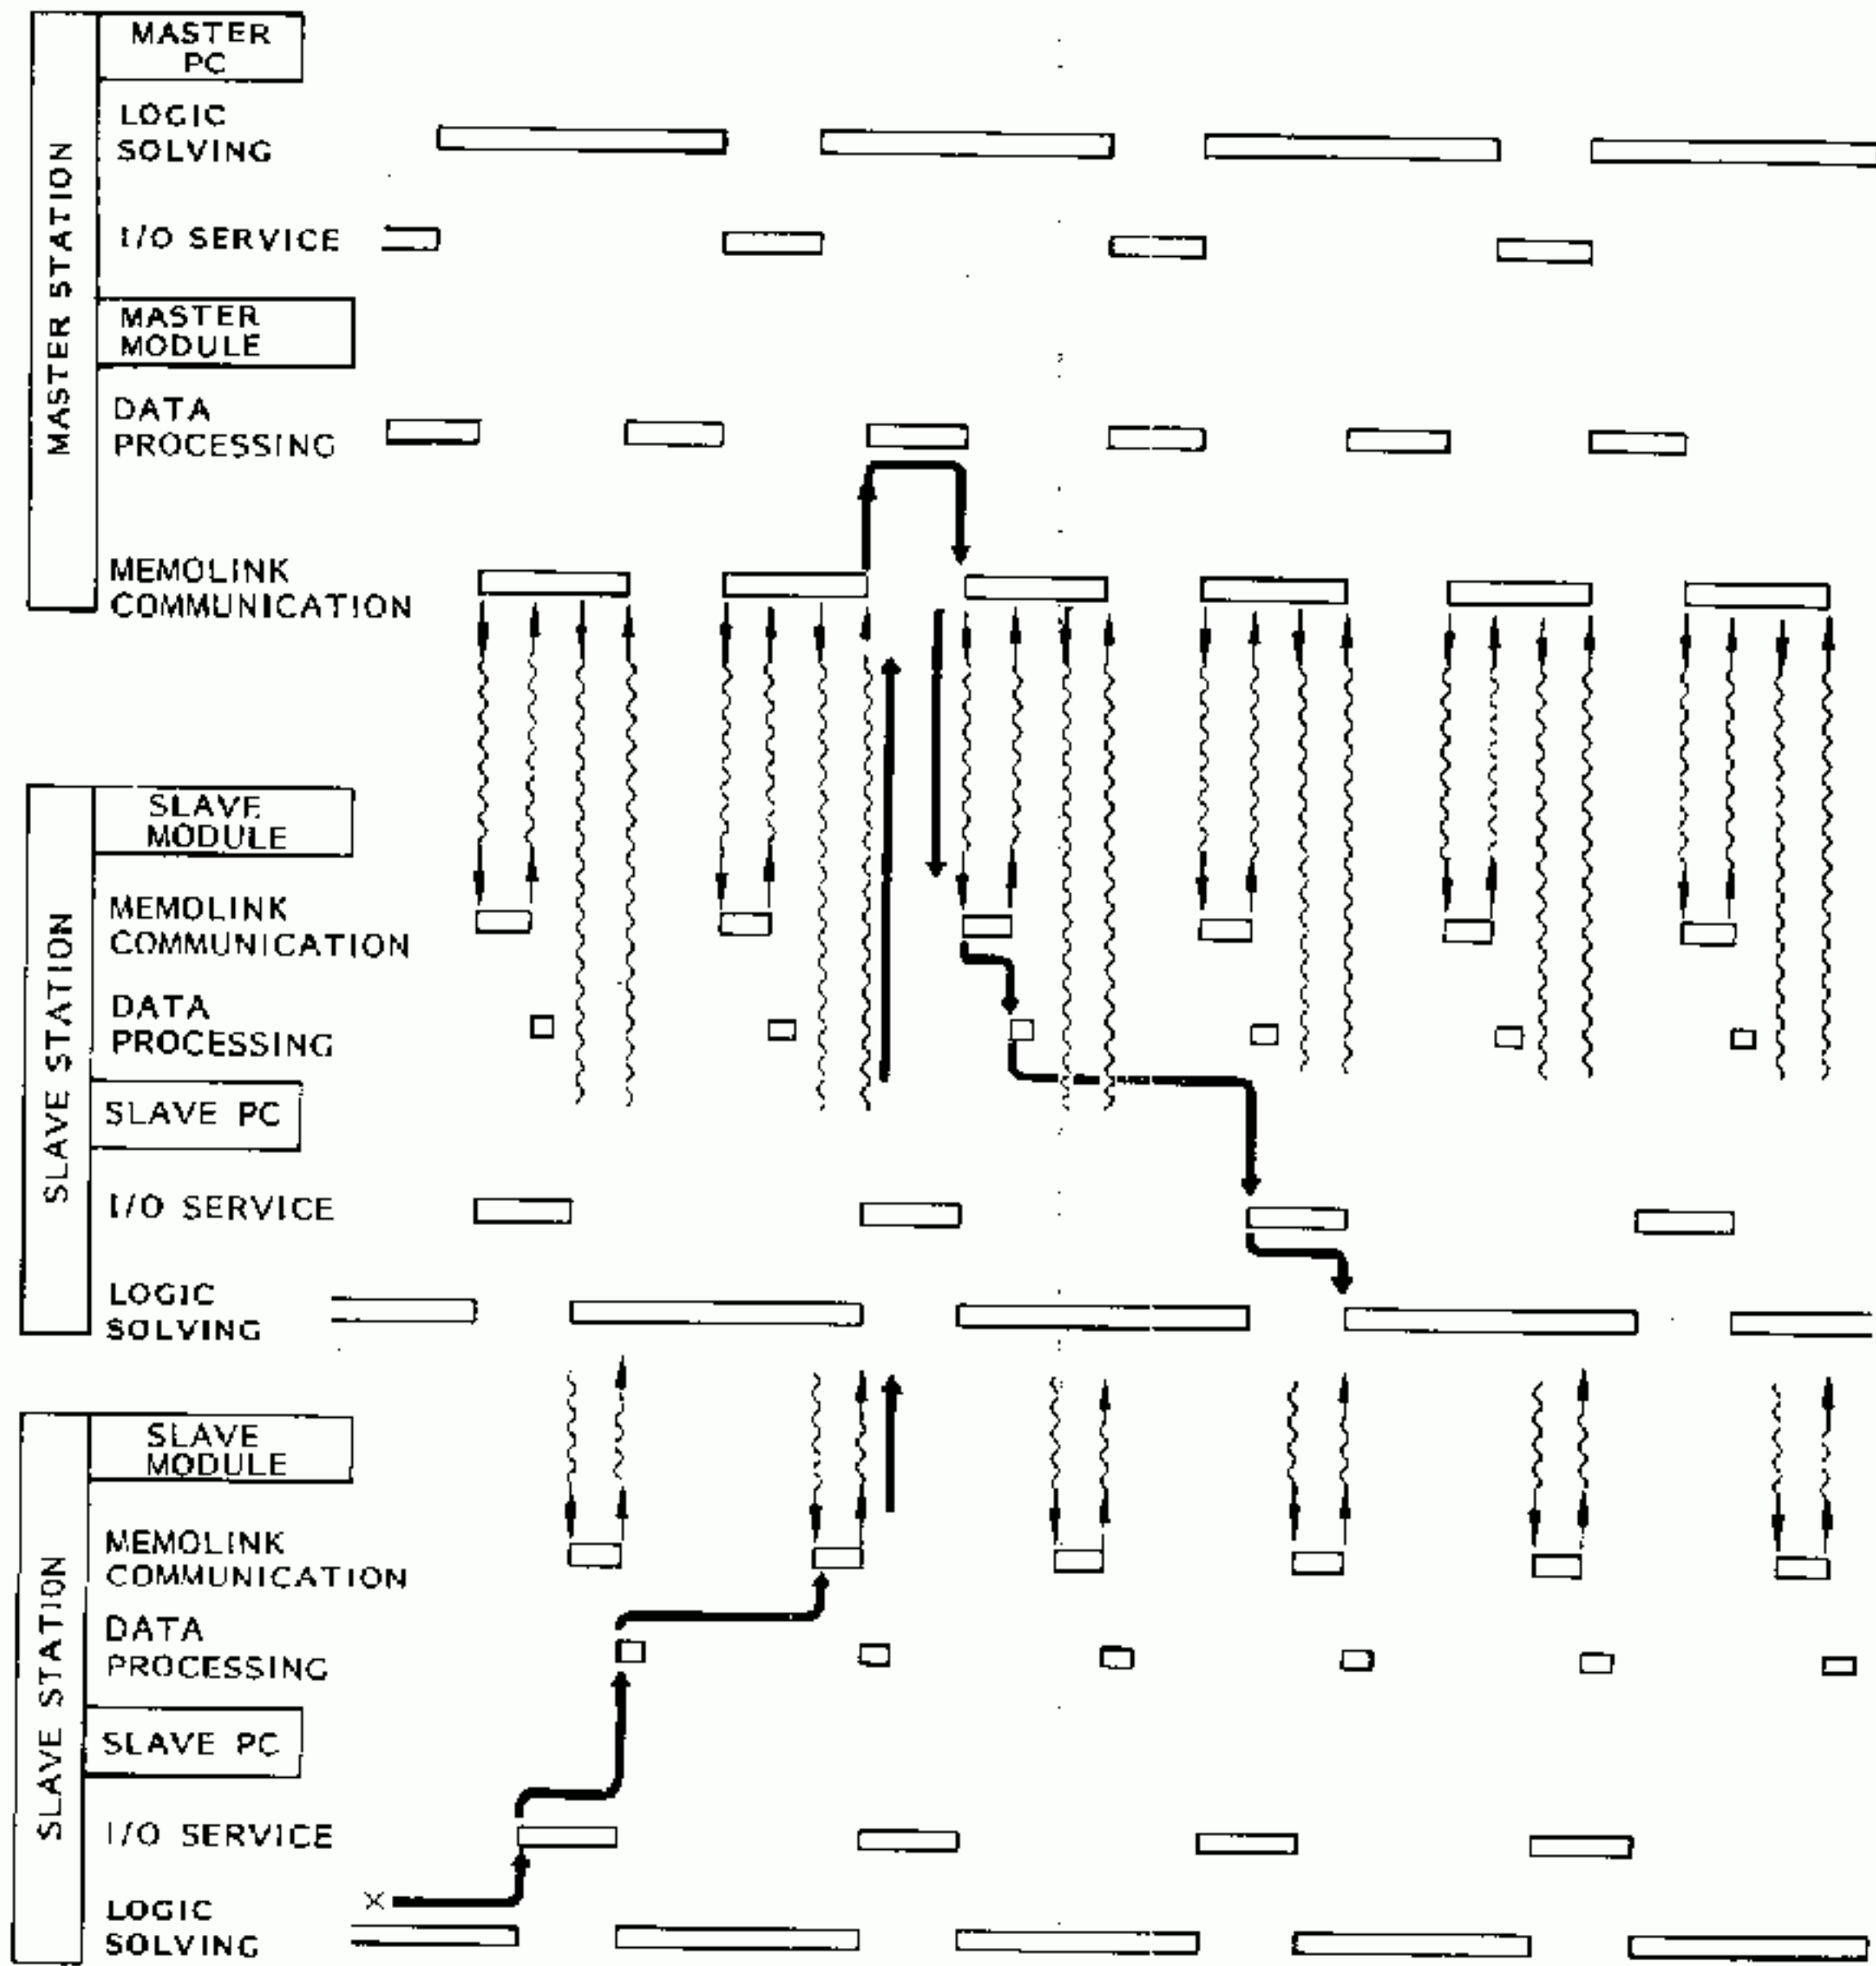 MASTER STATION
MASTER
PC
LOGIC
SOLVING
I/O SERVICE
MASTER
MODULE
DATA
PROCESSING
MEMOLINK
COMMUNICATION
SLAVE STATION
SLAVE
MODULE
MEMOLINK
COMMUNICATION
DATA
PROCESSING
SLAVE PC
I/O SERVICE
LOGIC
SOLVING
SLAVE STATION
SLAVE
MODULE
MEMOLINK
COMMUNICATION
DATA
PROCESSING
SLAVE PC
I/O SERVICE
X
LOGIC
SOLVING